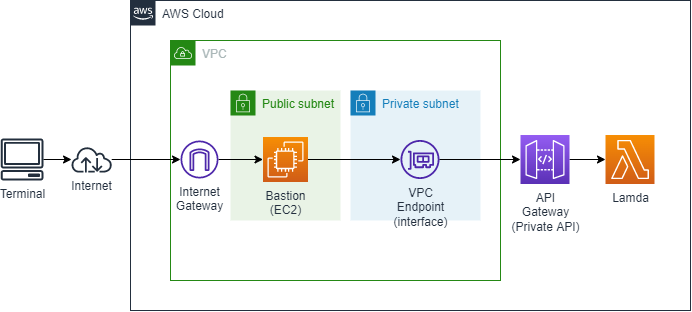 aws
AWS Cloud
VPC
Public subnet
Private subnet
Terminal
Internet
Internet
Gateway
Bastion
(EC2)
VPC
Endpoint
(interface)
API
Gateway
(Private API)
Lamda